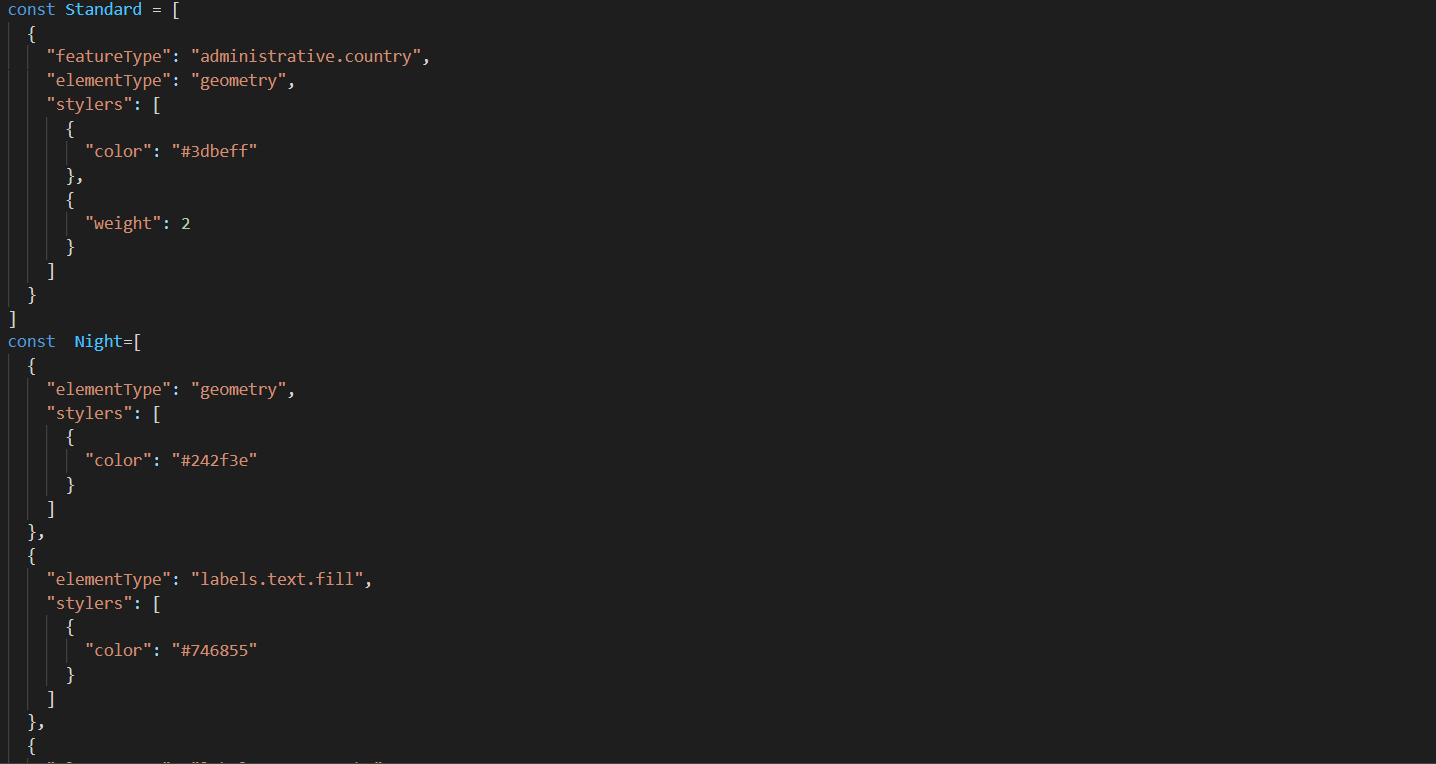 const Standard = [
{
"featureType": "administrative.country",
"elementType": "geometry",
"stylers": [
{
"color": "#3dbeff"
},
{
"weight": 2
}
]
}
]
const  Night=[
{
"elementType": "geometry",
"stylers": [
{
"color": "#242f3e"
}
]
},
{
"elementType": "labels.text.fill",
"stylers": [
{
"color": "#746855"
}
]
},
{